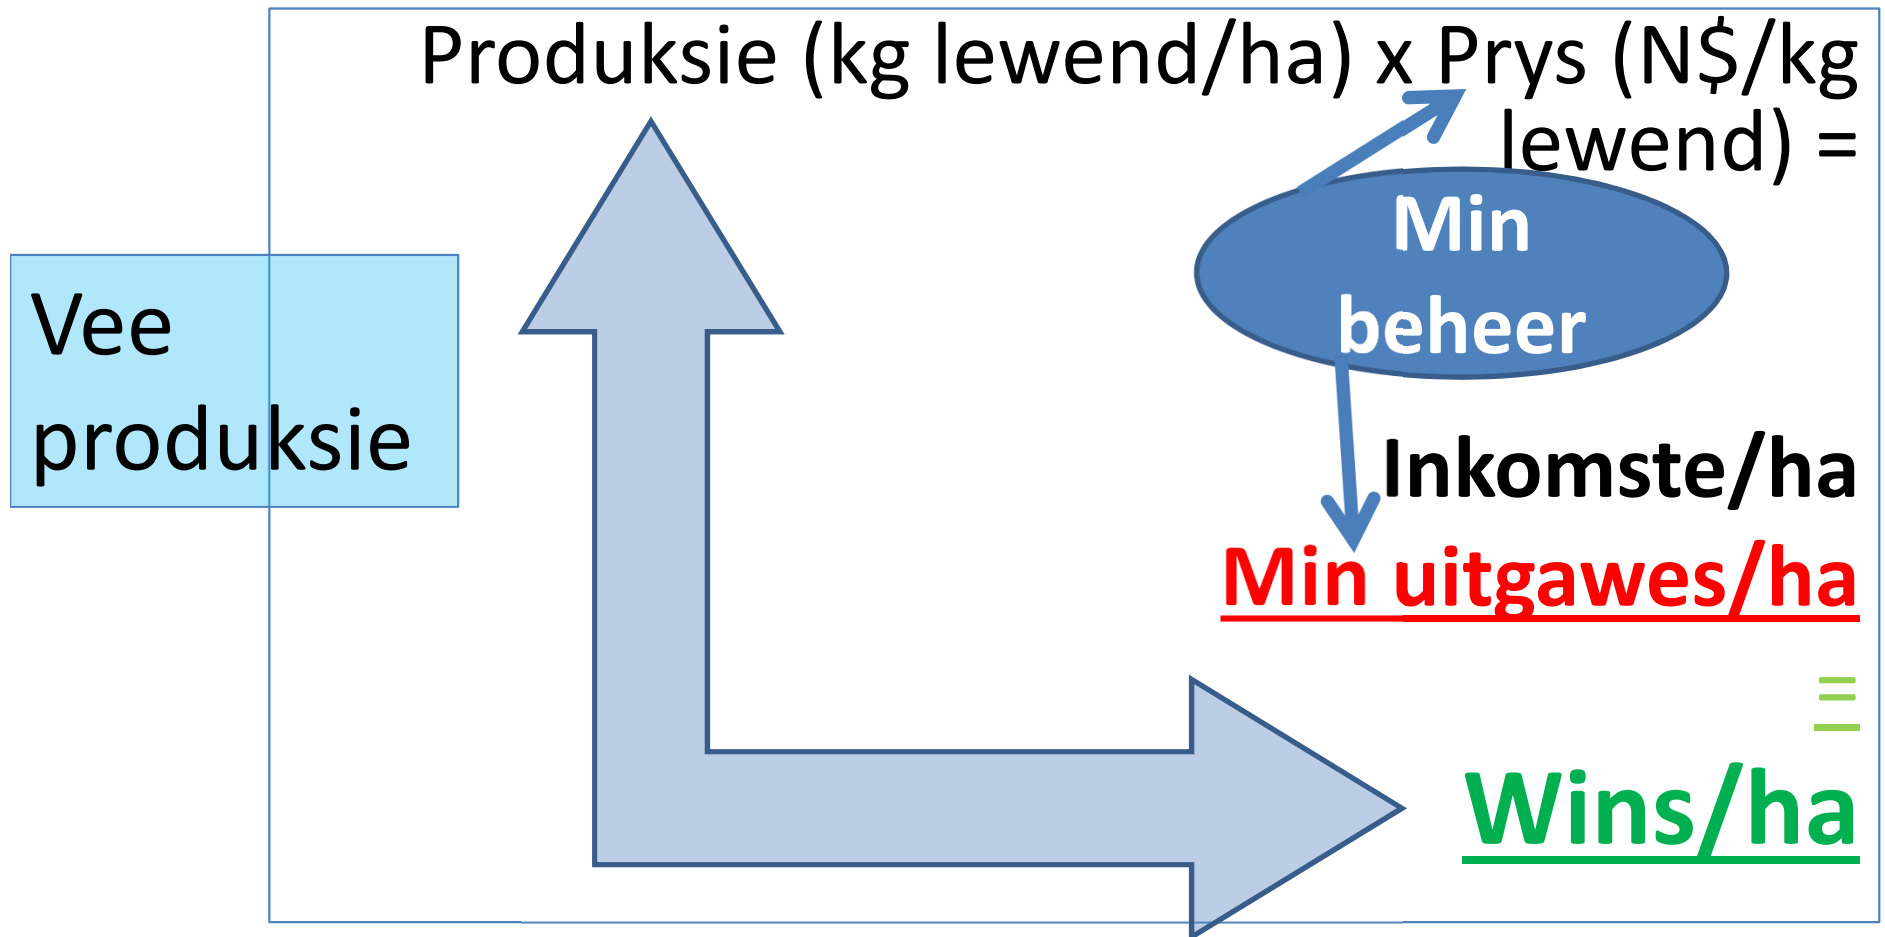 Produksie (kg lewend/ha) x Prys (N$/kg
lewend) =
Min
beheer
Vee
produksie
Inkomste/ha
Min uitgawes/ha
=
Wins/ha